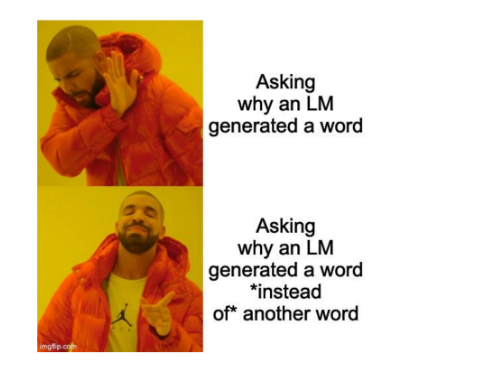 Asking
why an LM
generated a word
Asking
why an LM
generated a word
*instead
of* another word
imgflip.com